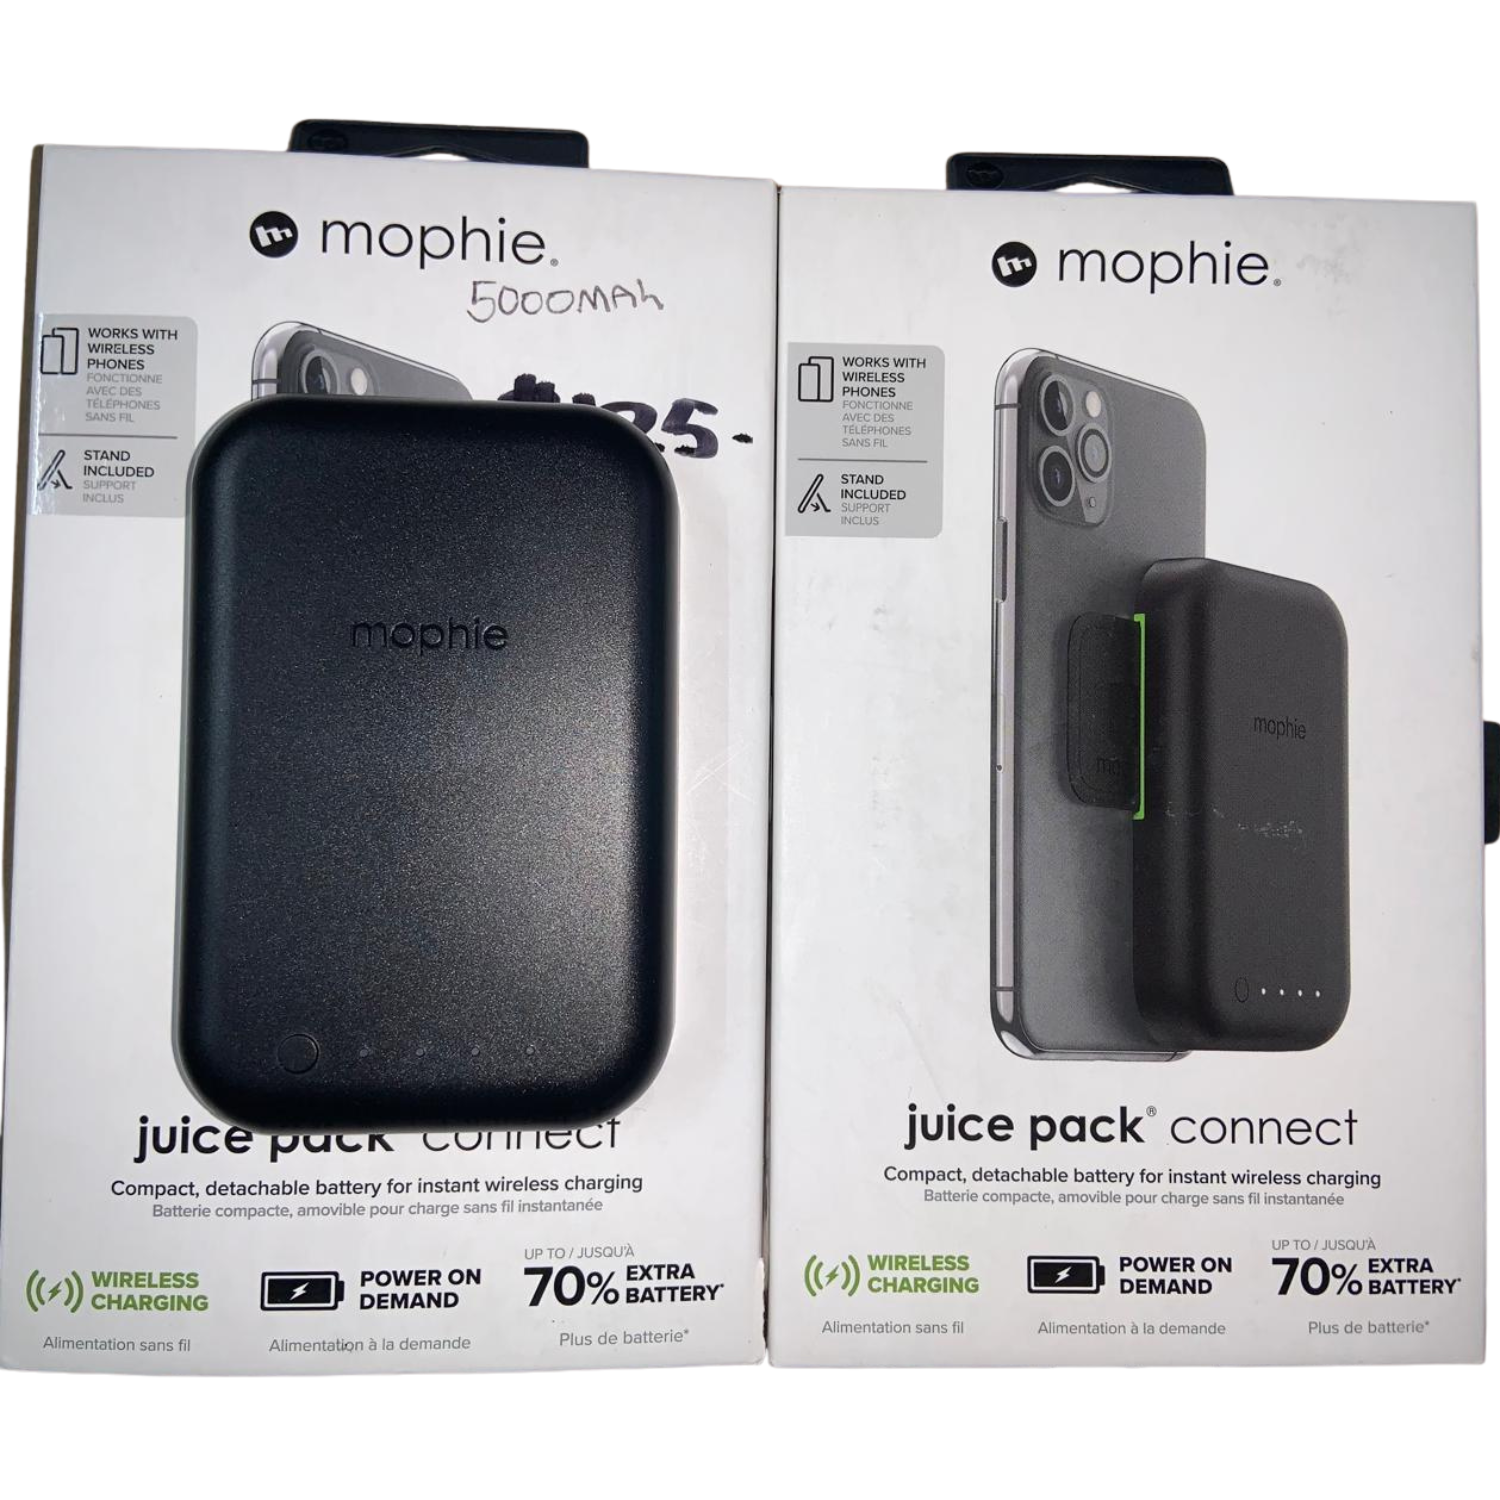 mophie®
5000MAh
WORKS WITH
WIRELESS
PHONES
FONCTIONNE
AVEC DES
TÉLÉPHONES
SANS FIL
STAND
INCLUDED
SUPPORT
INCLUS
25-
mophie
juice pack connect
Compact, detachable battery for instant wireless charging
Batterie compacte, amovible pour charge sans fil instantanée
WIRELESS
CHARGING
Alimentation sans fil
POWER ON
DEMAND
Alimentation à la demande
UP TO / JUSQU'À
70% EXTRA
BATTERY*
Plus de batterie*
mophie®
WORKS WITH
WIRELESS
PHONES
FONCTIONNE
AVEC DES
TÉLÉPHONES
SANS FIL
STAND
INCLUDED
SUPPORT
INCLUS
mophie
mo
juice pack® connect
Compact, detachable battery for instant wireless charging
Batterie compacte, amovible pour charge sans fil instantanée
WIRELESS
CHARGING
Alimentation sans fil
POWER ON
DEMAND
Alimentation à la demande
UP TO / JUSQU'À
70% EXTRA
BATTERY*
Plus de batterie*